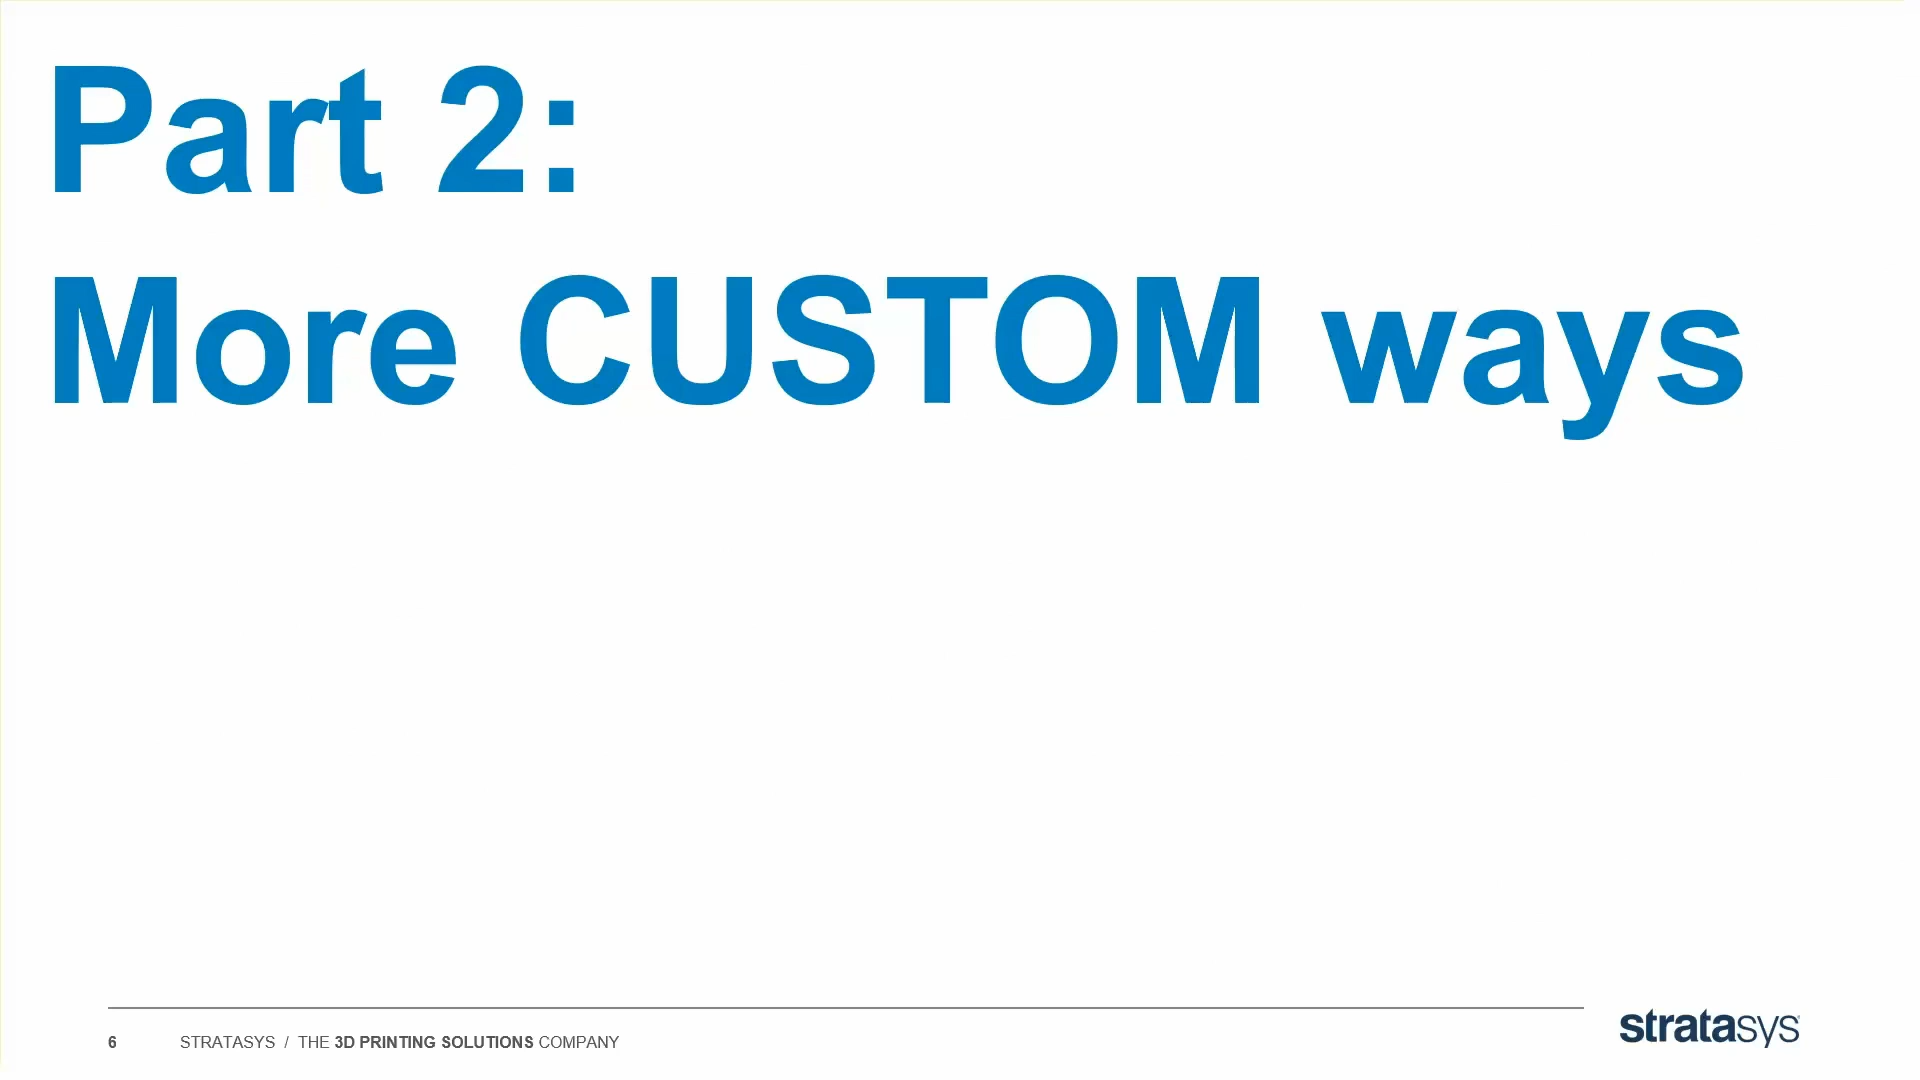 Part 2:
More CUSTOM ways
6 STRATASYS / THE 3D PRINTING SOLUTIONS COMPANY
stratasys